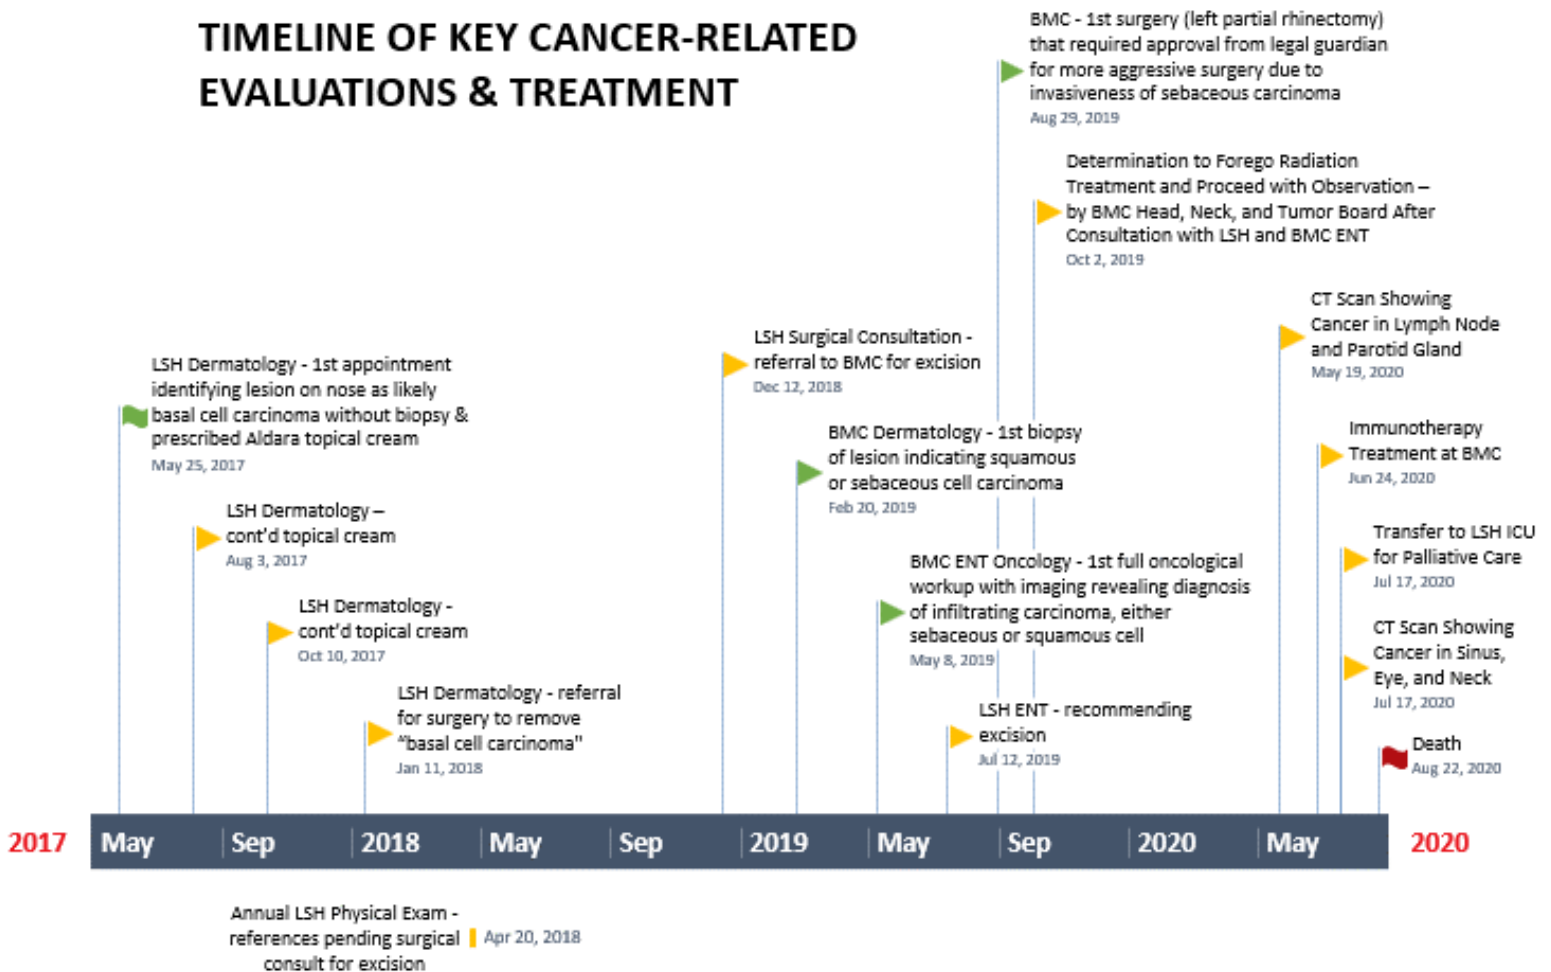 TIMELINE OF KEY CANCER-RELATED
EVALUATIONS & TREATMENT
LSH Dermatology - 1st appointment
identifying lesion on nose as likely
basal cell carcinoma without biopsy &
prescribed Aldara topical cream
May 25, 2017
LSH Dermatology –
cont'd topical cream
Aug 3, 2017
LSH Dermatology -
cont'd topical cream
Oct 10, 2017
LSH Dermatology - referral
for surgery to remove
“basal cell carcinoma"
Jan 11, 2018
LSH Surgical Consultation -
referral to BMC for excision
Dec 12, 2018
BMC Dermatology - 1st biopsy
of lesion indicating squamous
or sebaceous cell carcinoma
Feb 20, 2019
BMC ENT Oncology - 1st full oncological
workup with imaging revealing diagnosis
of infiltrating carcinoma, either
sebaceous or squamous cell
May 8, 2019
LSH ENT - recommending
excision
Jul 12, 2019
BMC - 1st surgery (left partial rhinectomy)
that required approval from legal guardian
for more aggressive surgery due to
invasiveness of sebaceous carcinoma
Aug 29, 2019
Determination to Forego Radiation
Treatment and Proceed with Observation –
by BMC Head, Neck, and Tumor Board After
Consultation with LSH and BMC ENT
Oct 2, 2019
CT Scan Showing
Cancer in Lymph Node
and Parotid Gland
May 19, 2020
Immunotherapy
Treatment at BMC
Jun 24, 2020
Transfer to LSH ICU
for Palliative Care
Jul 17, 2020
CT Scan Showing
Cancer in Sinus,
Eye, and Neck
Jul 17, 2020
Death
Aug 22, 2020
2017 May Sep 2018 May Sep 2019 May Sep 2020 May 2020
Annual LSH Physical Exam -
references pending surgical
consult for excision
Apr 20, 2018